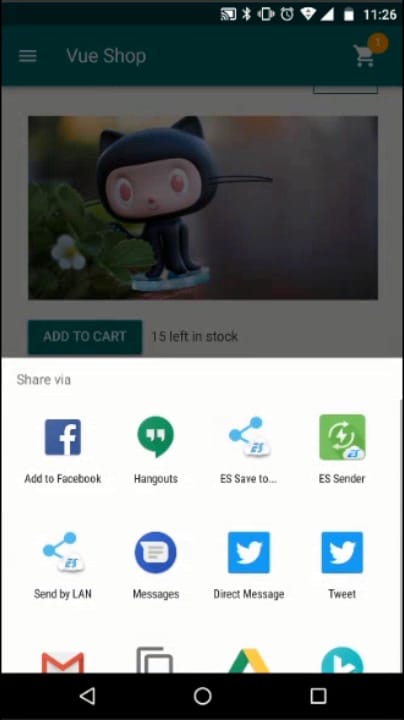 11:26
Vue Shop
1
ADD TO CART
15 left in stock
Share via
Add to Facebook
Hangouts
ES Save to...
ES Sender
Send by LAN
Messages
Direct Message
Tweet